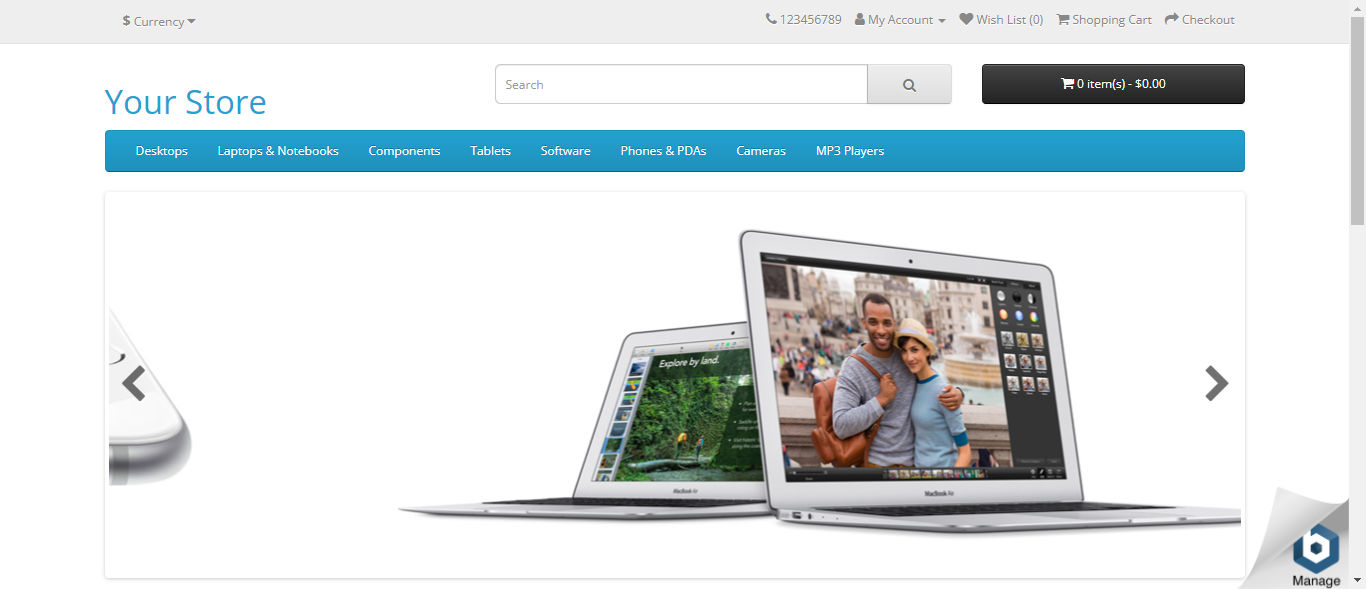 $ Currency
123456789 My Account Wish List (0) Shopping Cart Checkout
Your Store
Search
0 item(s) - $0.00
Desktops Laptops & Notebooks Components Tablets Software Phones & PDAs Cameras MP3 Players
Explore by land.
MacBook Air
MacBook Air
Manage